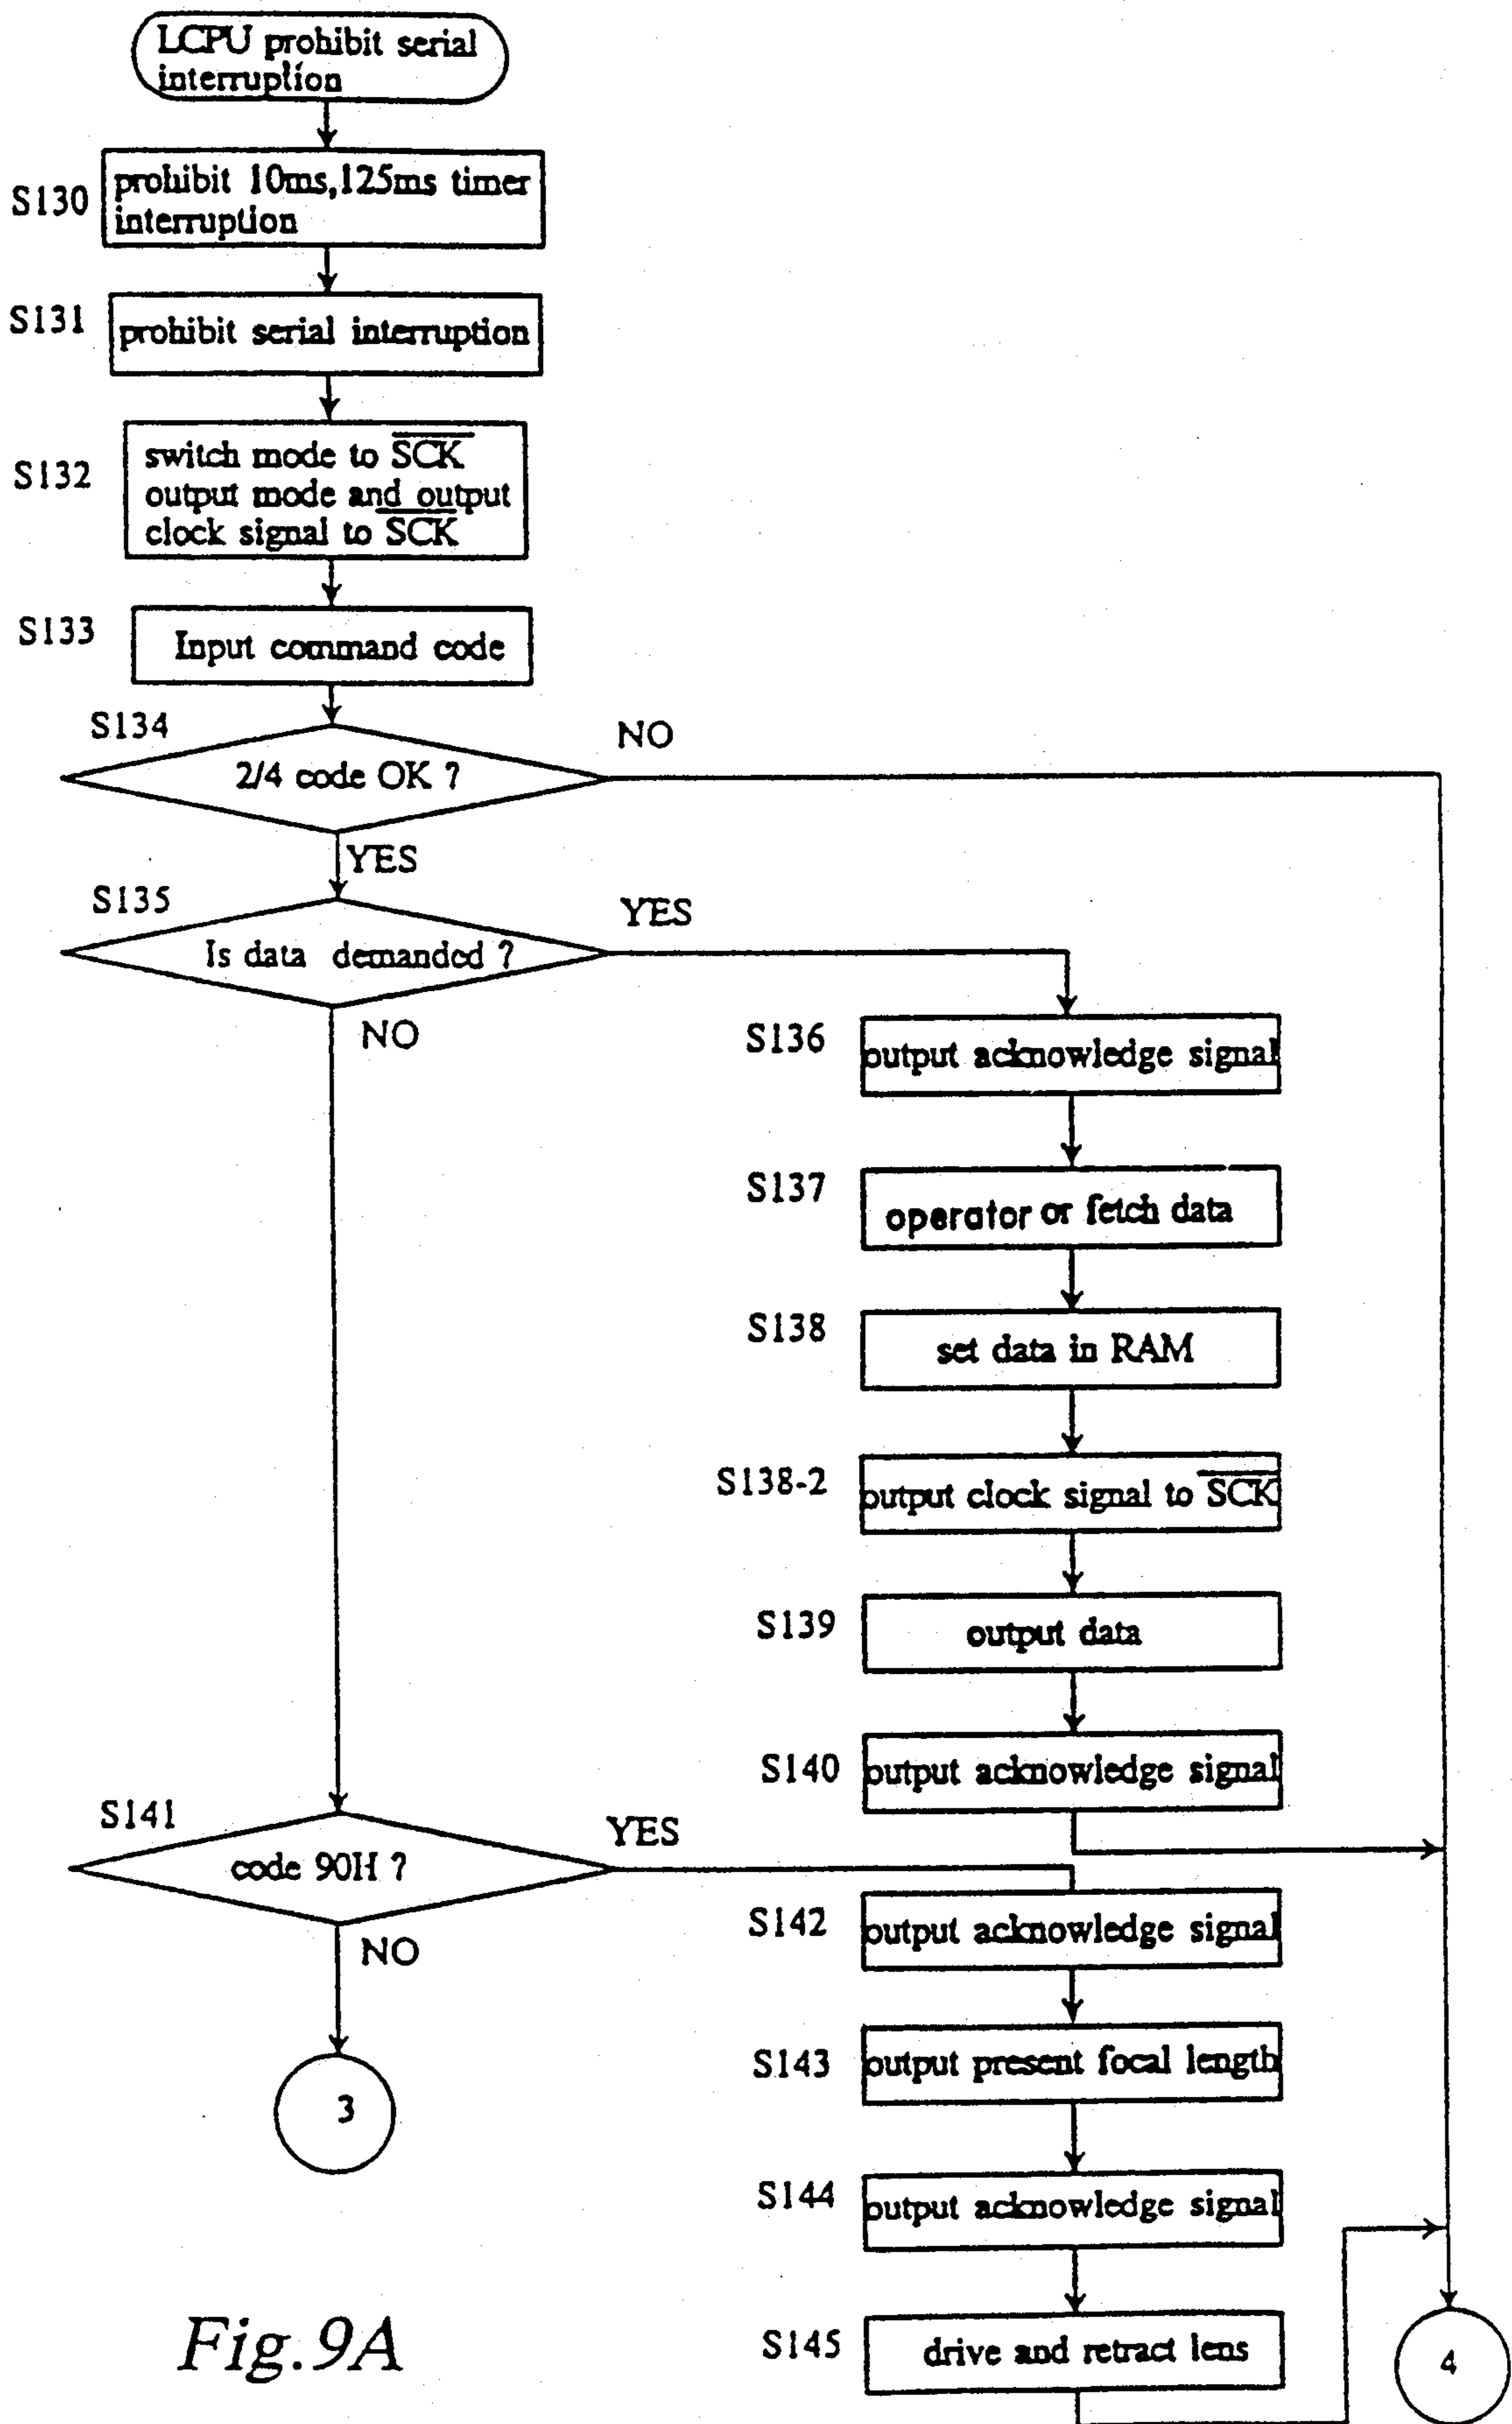 LCPU prohibit serial
interruption
S130
prohibit 10ms,125ms timer
interruption
S131
prohibit serial interruption
S132
switch mode to S̅C̅K̅
output mode and output
clock signal to S̅C̅K̅
S133
Input command code
S134
2/4 code OK ?
NO
YES
S135
Is data demanded ?
YES
NO
S136
output acknowledge signal
S137
operator or fetch data
S138
set data in RAM
S138-2
output clock signal to S̅C̅K̅
S139
output data
S140
output acknowledge signal
S141
code 90H ?
YES
NO
S142
output acknowledge signal
3
S143
output present focal length
S144
output acknowledge signal
S145
drive and retract lens
4
Fig.9A